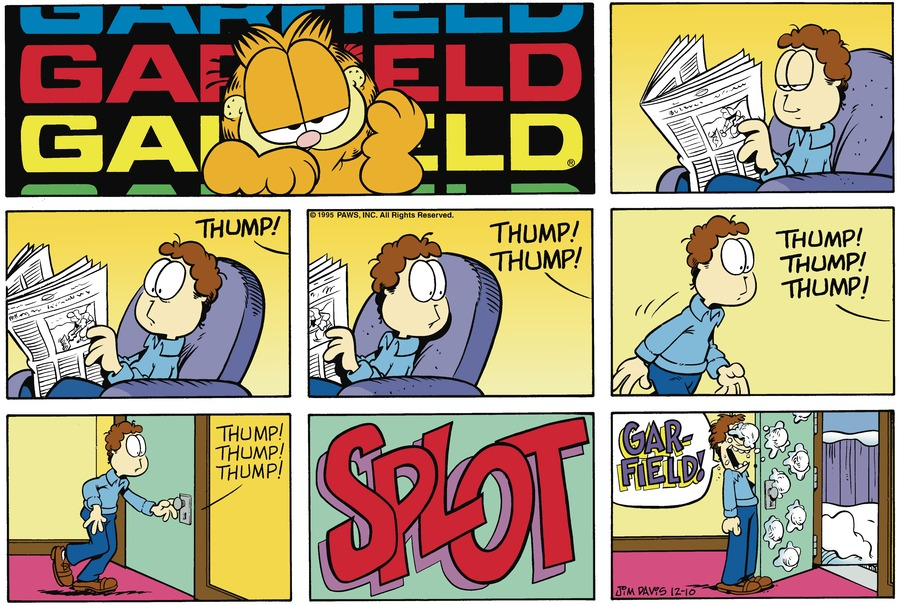 GARFIELD
GARFIELD
GARFIELD
®
THUMP!
© 1995 PAWS, INC. All Rights Reserved.
THUMP!
THUMP!
THUMP!
THUMP!
THUMP!
THUMP!
THUMP!
THUMP!
SPLOT
GAR-
FIELD!
JIM DAVIS 12-10